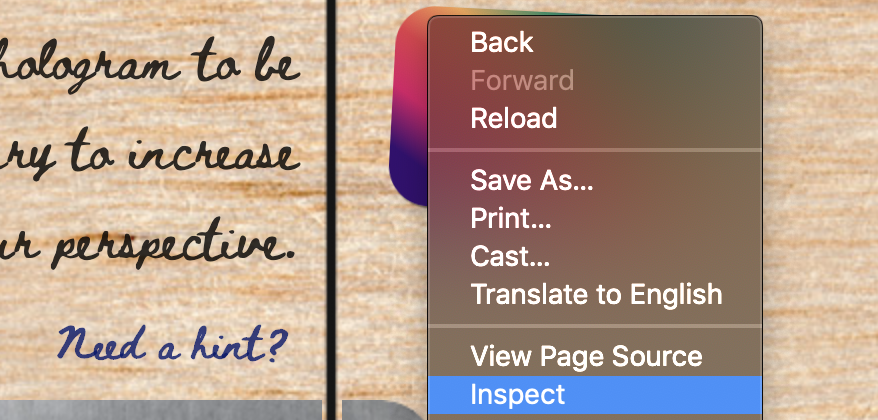 hologram to be
ry to increase
ur perspective.
Need a hint?
Back
Forward
Reload
Save As...
Print...
Cast...
Translate to English
View Page Source
Inspect